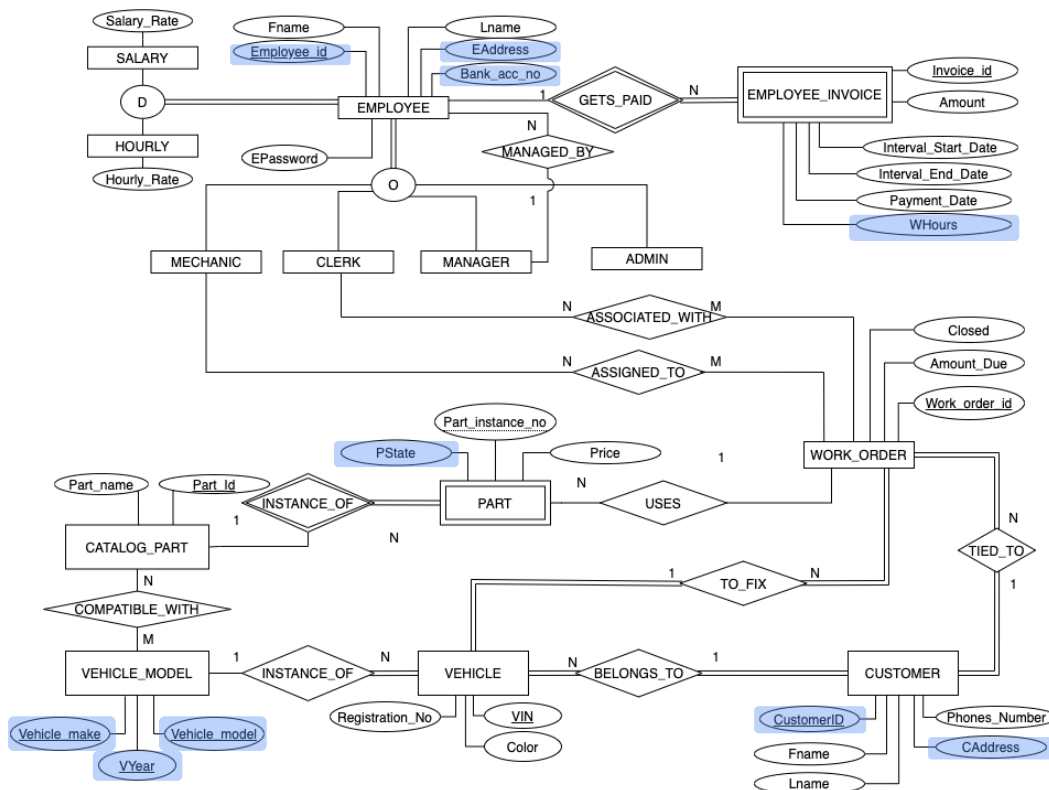 Salary_Rate
Fname
Lname
SALARY
Employee_id
EAddress
Invoice_id
Bank_acc_no
D
EMPLOYEE
1
GETS_PAID
N
EMPLOYEE_INVOICE
Amount
N
HOURLY
EPassword
MANAGED_BY
Interval_Start_Date
Hourly_Rate
Interval_End_Date
O
1
Payment_Date
WHours
MECHANIC
CLERK
MANAGER
ADMIN
N
ASSOCIATED_WITH
M
Closed
N
ASSIGNED_TO
M
Amount_Due
Work_order_id
Part_instance_no
PState
Price
1
WORK_ORDER
Part_name
Part_Id
INSTANCE_OF
PART
N
USES
1
N
N
CATALOG_PART
TIED_TO
N
1
TO_FIX
N
1
COMPATIBLE_WITH
M
VEHICLE_MODEL
1
INSTANCE_OF
N
VEHICLE
N
BELONGS_TO
1
CUSTOMER
Registration_No
VIN
CustomerID
Phones_Number
Vehicle_make
Vehicle_model
Color
Fname
CAddress
VYear
Lname